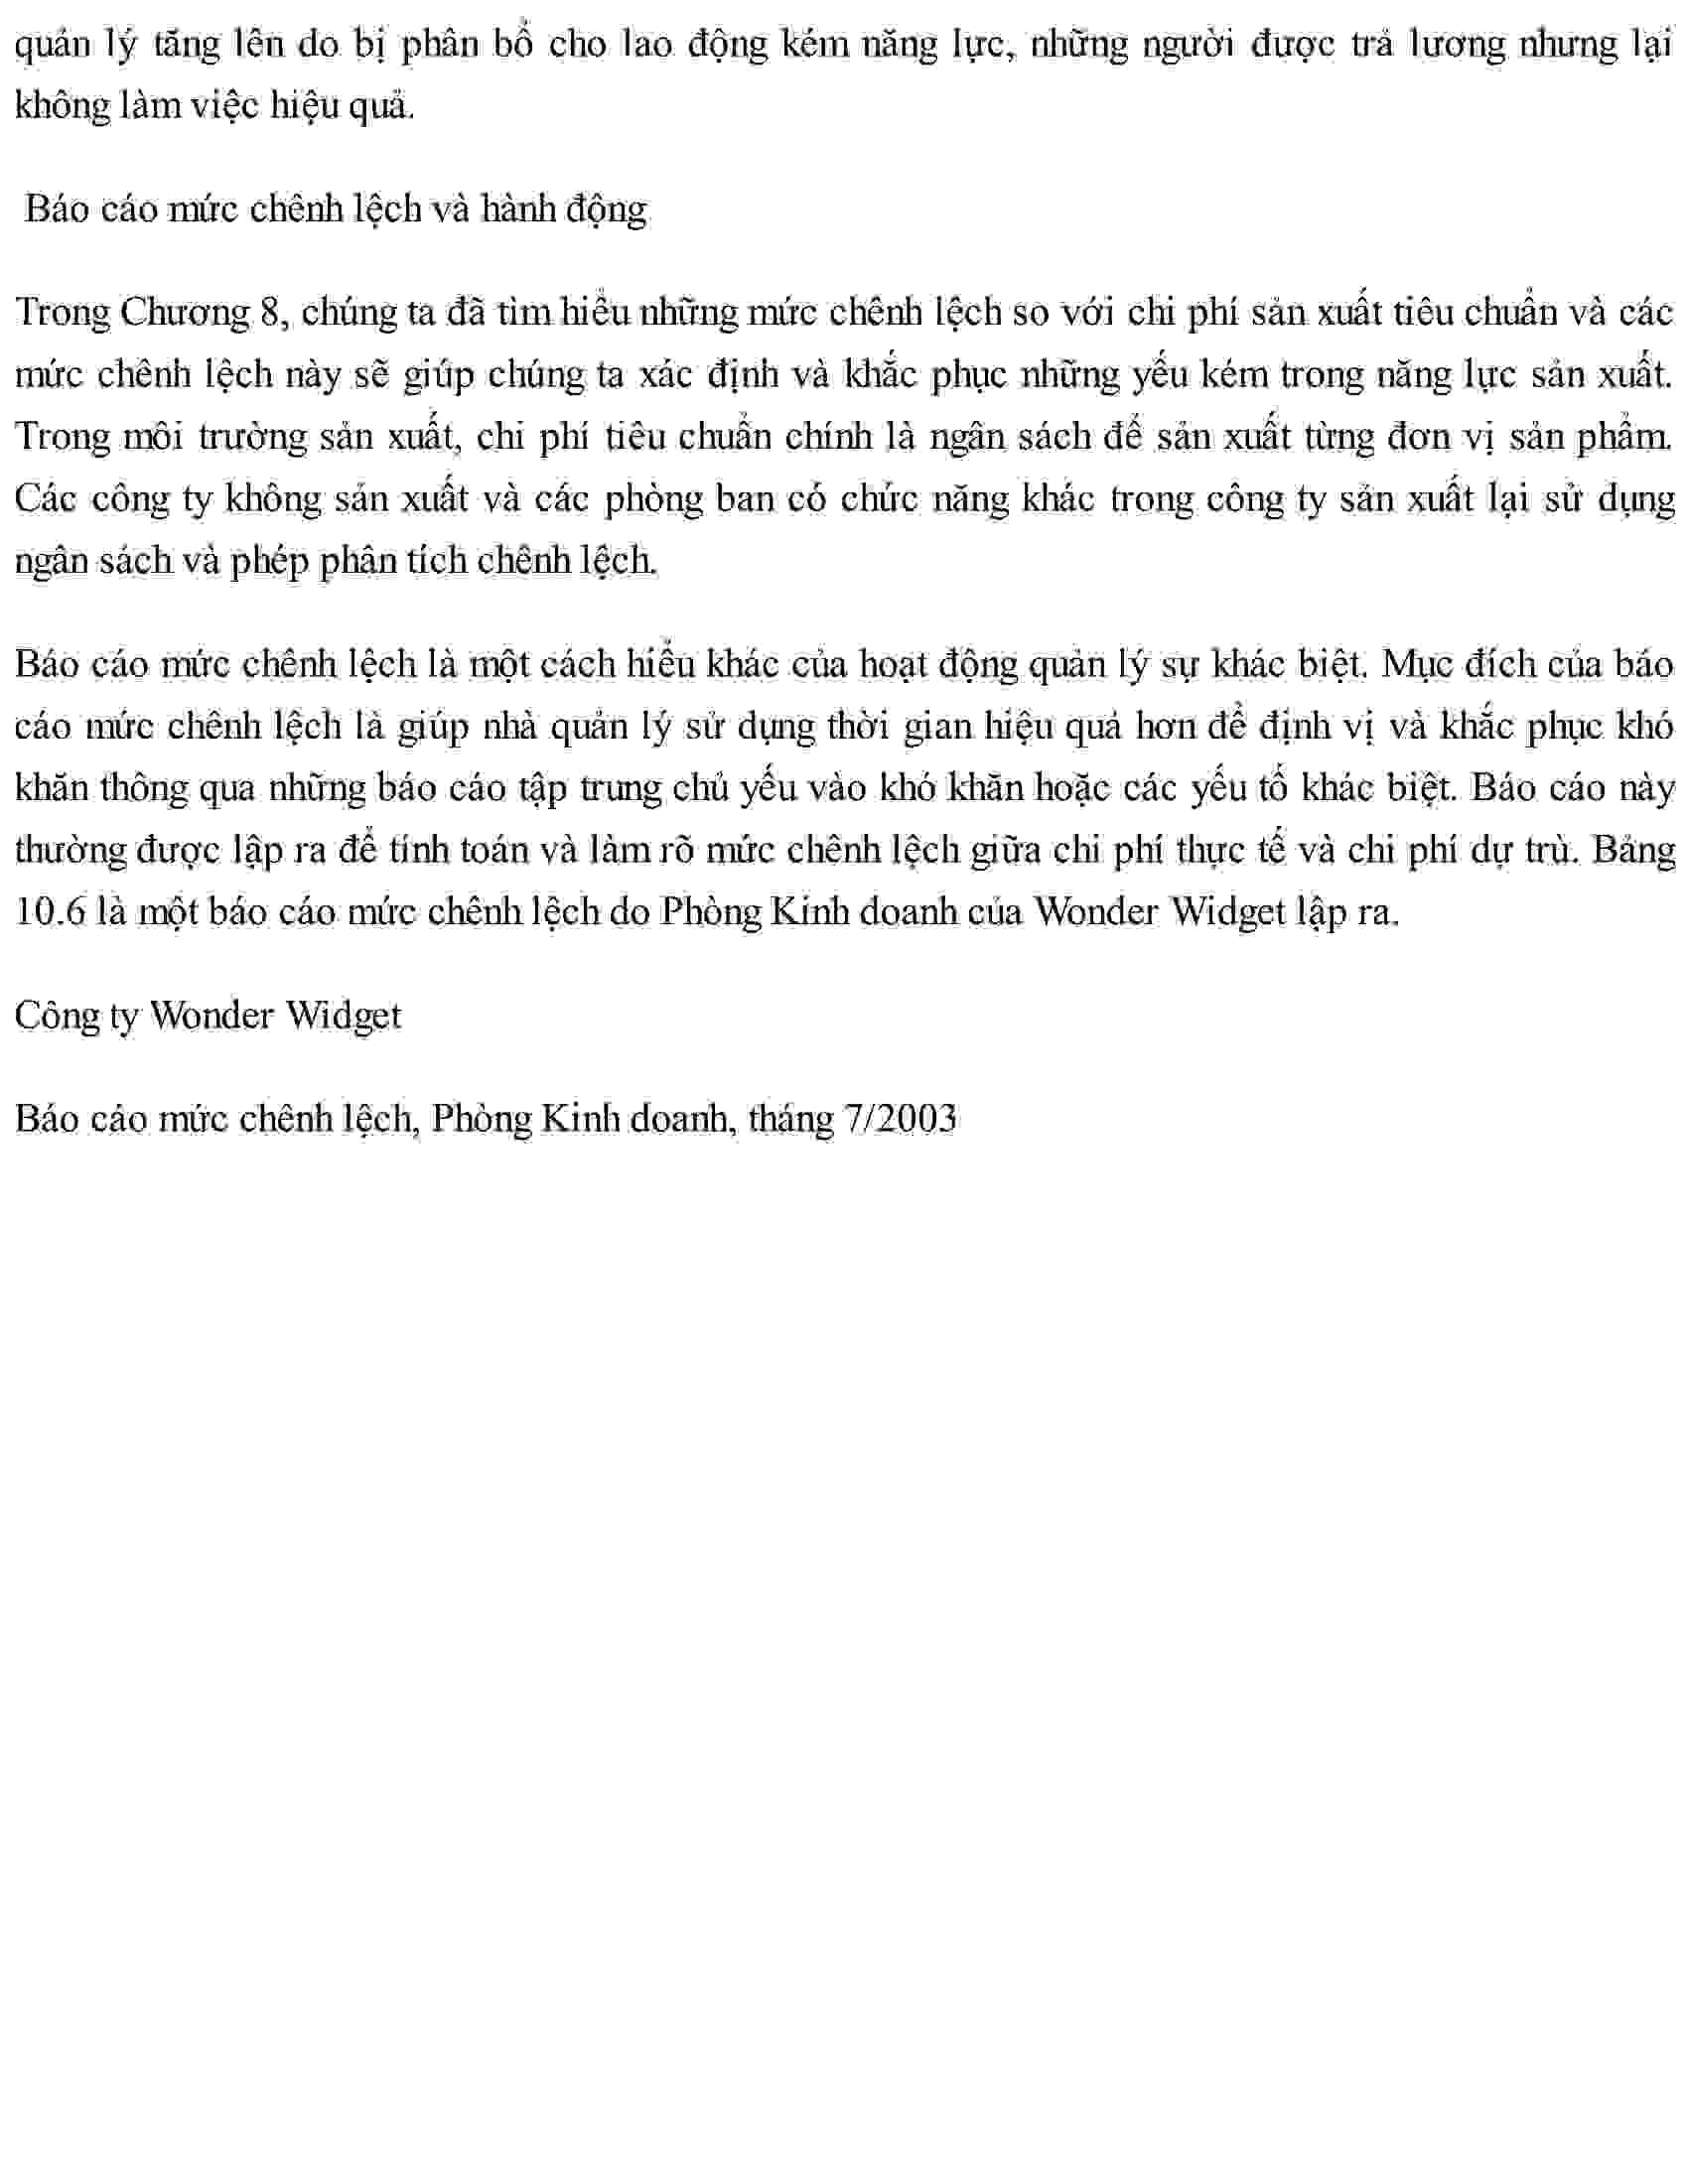 quản lý tăng lên do bị phân bổ cho lao động kém năng lực, những người được trả lương nhưng lại
không làm việc hiệu quả.
Báo cáo mức chênh lệch và hành động
Trong Chương 8, chúng ta đã tìm hiểu những mức chênh lệch so với chi phí sản xuất tiêu chuẩn và các
mức chênh lệch này sẽ giúp chúng ta xác định và khắc phục những yếu kém trong năng lực sản xuất.
Trong môi trường sản xuất, chi phí tiêu chuẩn chính là ngân sách để sản xuất từng đơn vị sản phẩm.
Các công ty không sản xuất và các phòng ban có chức năng khác trong công ty sản xuất lại sử dụng
ngân sách và phép phân tích chênh lệch.
Báo cáo mức chênh lệch là một cách hiểu khác của hoạt động quản lý sự khác biệt. Mục đích của báo
cáo mức chênh lệch là giúp nhà quản lý sử dụng thời gian hiệu quả hơn để định vị và khắc phục khó
khăn thông qua những báo cáo tập trung chủ yếu vào khó khăn hoặc các yếu tố khác biệt. Báo cáo này
thường được lập ra để tính toán và làm rõ mức chênh lệch giữa chi phí thực tế và chi phí dự trù. Bảng
10.6 là một báo cáo mức chênh lệch do Phòng Kinh doanh của Wonder Widget lập ra.
Công ty Wonder Widget
Báo cáo mức chênh lệch, Phòng Kinh doanh, tháng 7/2003